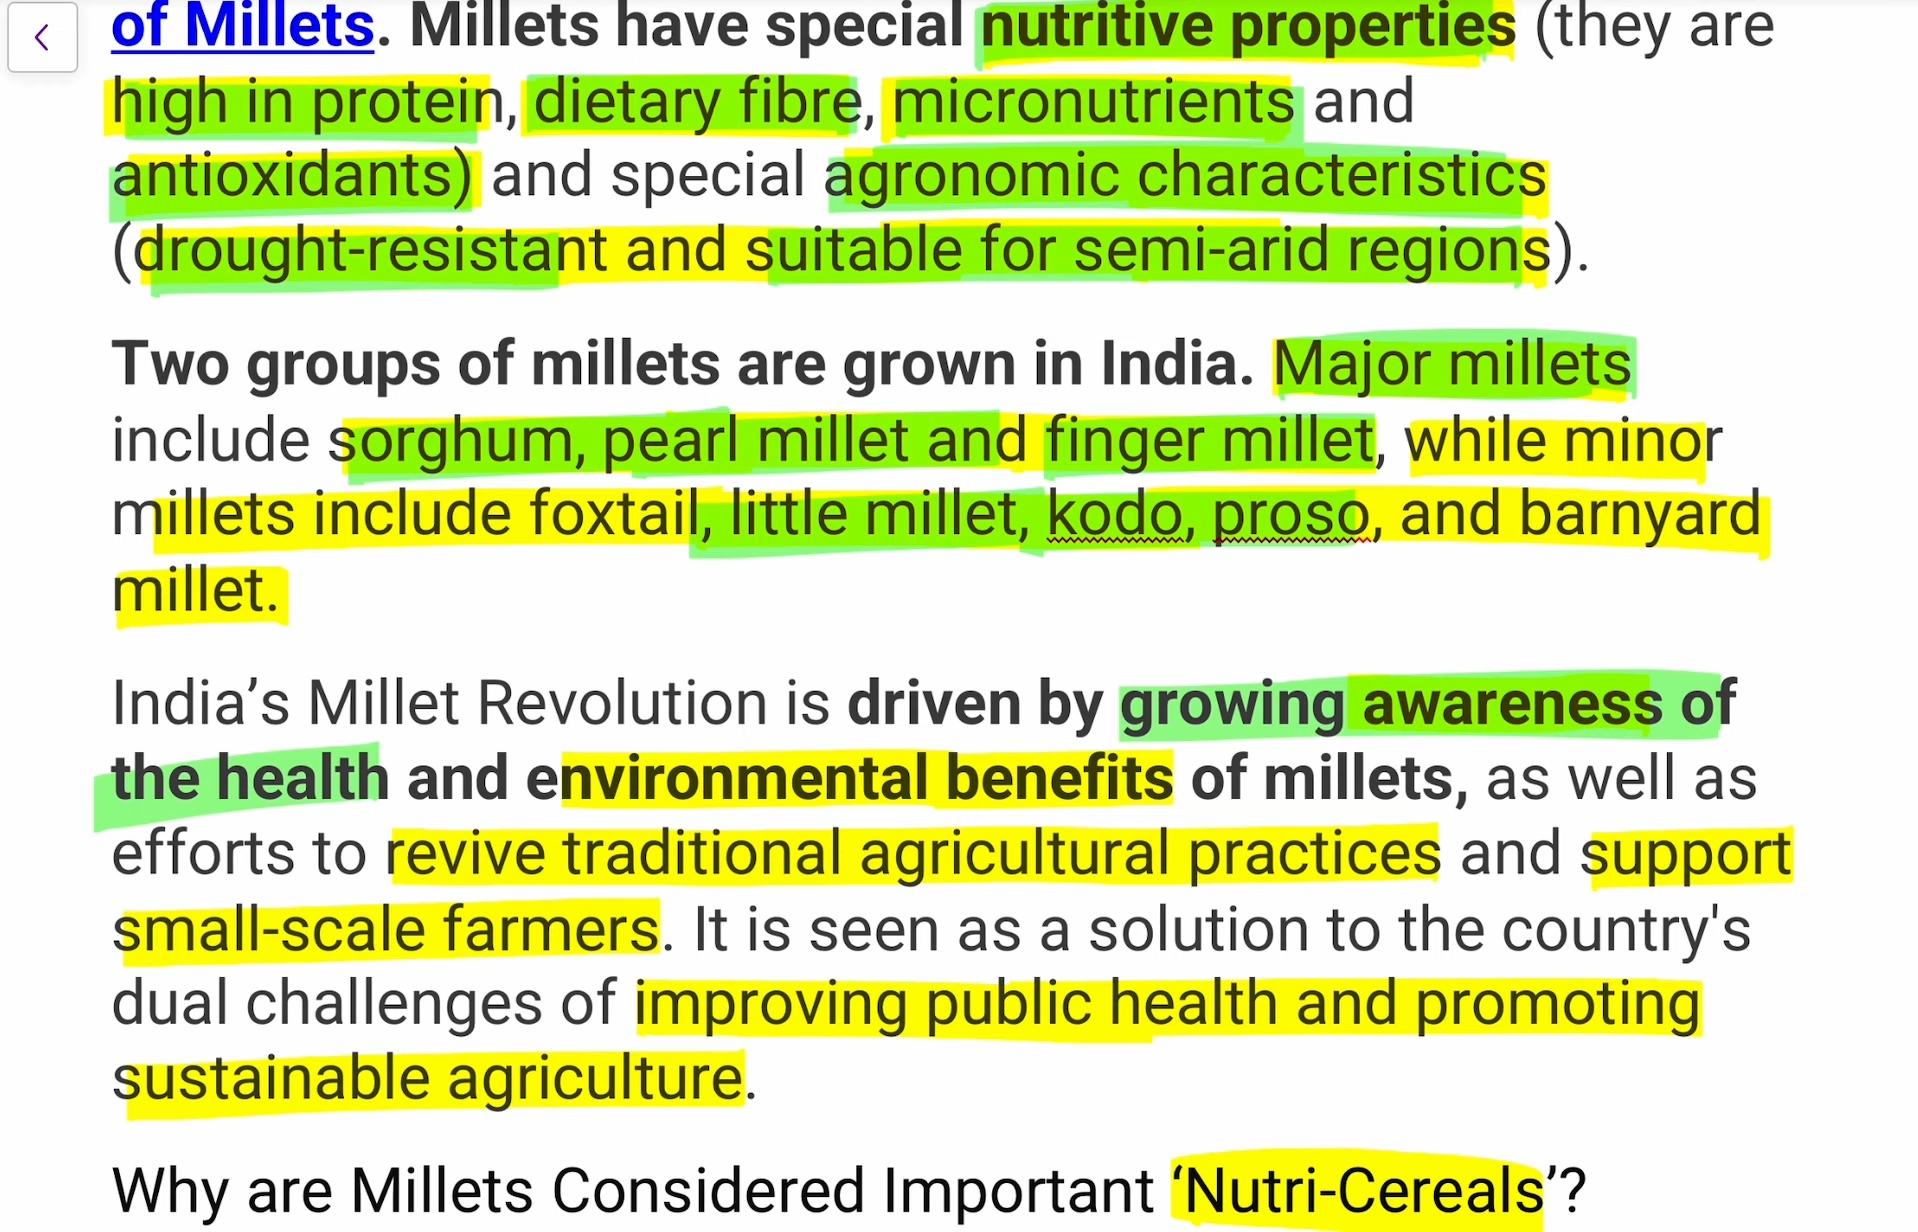 of Millets. Millets have special nutritive properties (they are
high in protein, dietary fibre, micronutrients and
antioxidants) and special agronomic characteristics
(drought-resistant and suitable for semi-arid regions).
Two groups of millets are grown in India. Major millets
include sorghum, pearl millet and finger millet, while minor
millets include foxtail, little millet, kodo, proso, and barnyard
millet.
India’s Millet Revolution is driven by growing awareness of
the health and environmental benefits of millets, as well as
efforts to revive traditional agricultural practices and support
small-scale farmers. It is seen as a solution to the country's
dual challenges of improving public health and promoting
sustainable agriculture.
Why are Millets Considered Important ‘Nutri-Cereals’?